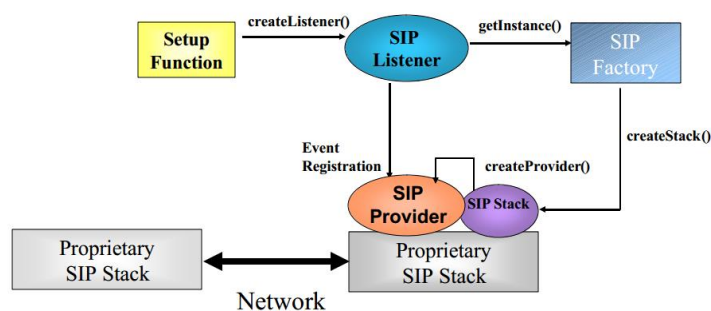 createListener()
Setup
Function
SIP
Listener
getInstance()
SIP
Factory
createStack()
Event
Registration
createProvider()
SIP
Provider
SIP Stack
Proprietary
SIP Stack
Proprietary
SIP Stack
Network